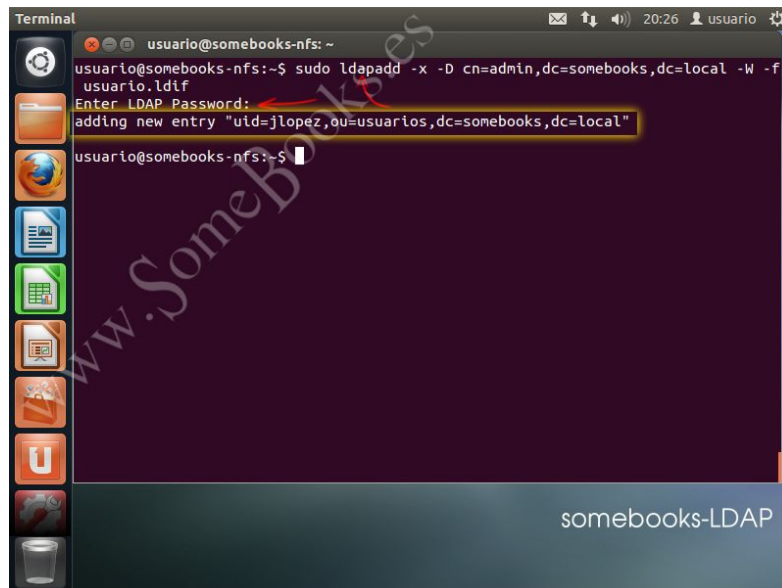 Terminal
20:26 usuario
usuario@somebooks-nfs: ~
usuario@somebooks-nfs:~$ sudo ldapadd -x -D cn=admin,dc=somebooks,dc=local -W -f
usuario.ldif
Enter LDAP Password:
adding new entry "uid=jlopez,ou=usuarios,dc=somebooks,dc=local"
usuario@somebooks-nfs:~$
www.SomeBooks.es
somebooks-LDAP